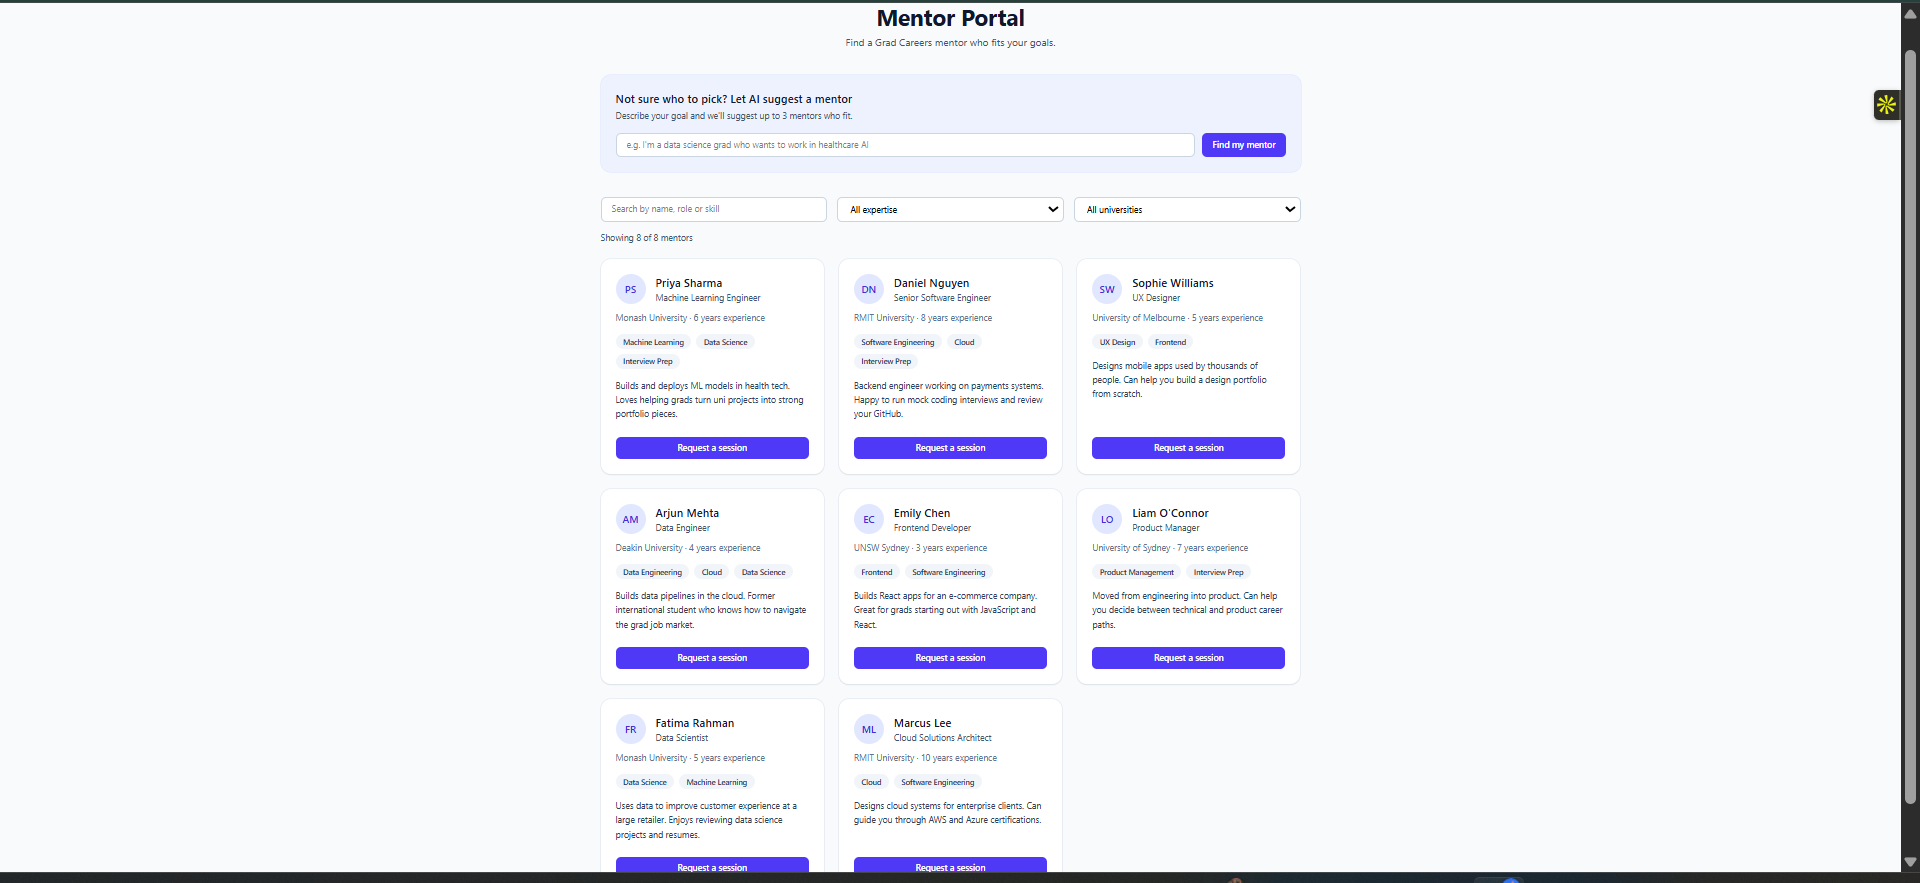 Mentor Portal
Find a Grad Careers mentor who fits your goals.
Not sure who to pick? Let AI suggest a mentor
Describe your goal and we'll suggest up to 3 mentors who fit.
e.g. I'm a data science grad who wants to work in healthcare AI
Find my mentor
Search by name, role or skill
All expertise
All universities
Showing 8 of 8 mentors
PS
Priya Sharma
Machine Learning Engineer
Monash University · 6 years experience
Machine Learning
Data Science
Interview Prep
Builds and deploys ML models in health tech.
Loves helping grads turn uni projects into strong
portfolio pieces.
Request a session
DN
Daniel Nguyen
Senior Software Engineer
RMIT University · 8 years experience
Software Engineering
Cloud
Interview Prep
Backend engineer working on payments systems.
Happy to run mock coding interviews and review
your GitHub.
Request a session
SW
Sophie Williams
UX Designer
University of Melbourne · 5 years experience
UX Design
Frontend
Designs mobile apps used by thousands of
people. Can help you build a design portfolio
from scratch.
Request a session
AM
Arjun Mehta
Data Engineer
Deakin University · 4 years experience
Data Engineering
Cloud
Data Science
Builds data pipelines in the cloud. Former
international student who knows how to navigate
the grad job market.
Request a session
EC
Emily Chen
Frontend Developer
UNSW Sydney · 3 years experience
Frontend
Software Engineering
Builds React apps for an e-commerce company.
Great for grads starting out with JavaScript and
React.
Request a session
LO
Liam O'Connor
Product Manager
University of Sydney · 7 years experience
Product Management
Interview Prep
Moved from engineering into product. Can help
you decide between technical and product career
paths.
Request a session
FR
Fatima Rahman
Data Scientist
Monash University · 5 years experience
Data Science
Machine Learning
Uses data to improve customer experience at a
large retailer. Enjoys reviewing data science
projects and resumes.
Request a session
ML
Marcus Lee
Cloud Solutions Architect
RMIT University · 10 years experience
Cloud
Software Engineering
Designs cloud systems for enterprise clients. Can
guide you through AWS and Azure certifications.
Request a session